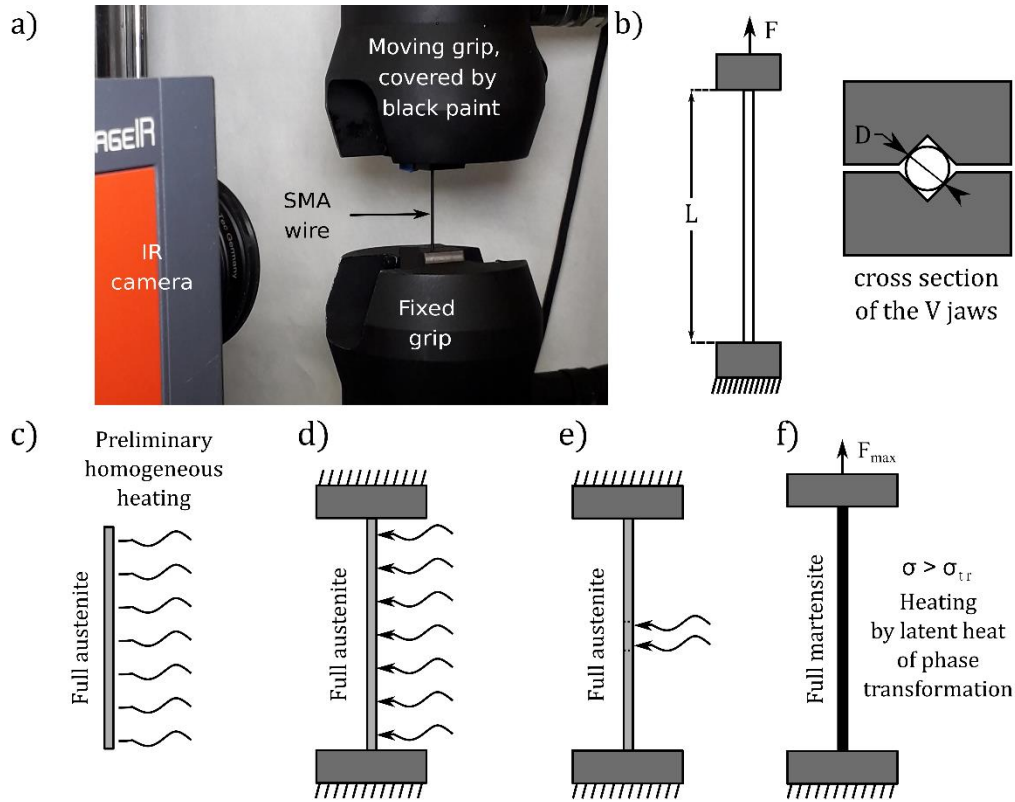 a)
AGEIR
Tec Germany
IR
camera
SMA
wire
Moving grip,
covered by
black paint
Fixed
grip
b)
F
L
D
cross section
of the V jaws
c)
Preliminary
homogeneous
heating
Full austenite
d)
Full austenite
e)
Full austenite
f)
Fmax
Full martensite
σ > σtr
Heating
by latent heat
of phase
transformation